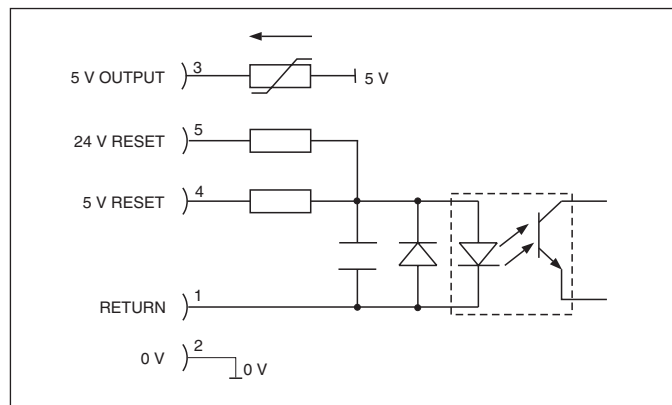 5 V OUTPUT 3 5 V
24 V RESET 5
5 V RESET 4
RETURN 1
0 V 2 0 V